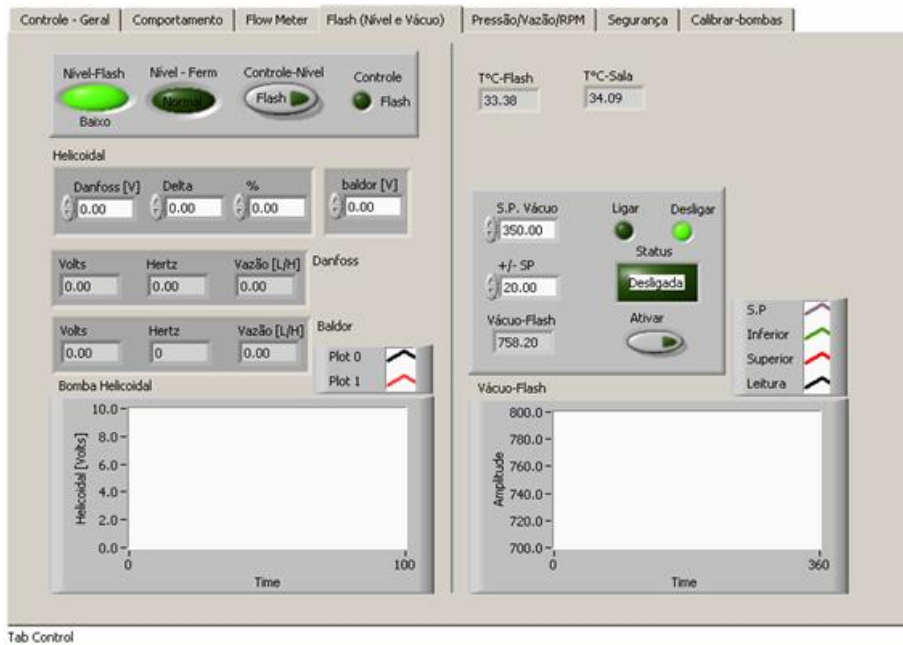 Controle - Geral Comportamento Flow Meter Flash (Nível e Vácuo) Pressão/Vazão/RPM Segurança Calibrar-bombas
Nível-Flash Nível - Ferm Controle-Nível Controle
Normal Flash Flash
Baixo
Helicoidal
Danfoss [V] Delta % baldor [V]
0.00 0.00 0.00 0.00
Volts Hertz Vazão [L/H] Danfoss
0.00 0.00 0.00
Volts Hertz Vazão [L/H] Baldor
0.00 0 0.00
Plot 0
Plot 1
Bomba Helicoidal
Helicoidal [Volts]
10.0
8.0
6.0
4.0
2.0
0.0
0 100
Time
T°C-Flash T°C-Sala
33.38 34.09
S.P. Vácuo Ligar Desligar
350.00
Status
+/- SP
20.00 Desligada
Vácuo-Flash Ativar
758.20
S.P
Inferior
Superior
Leitura
Vácuo-Flash
Amplitude
800.0
780.0
760.0
740.0
720.0
700.0
0 360
Time
Tab Control